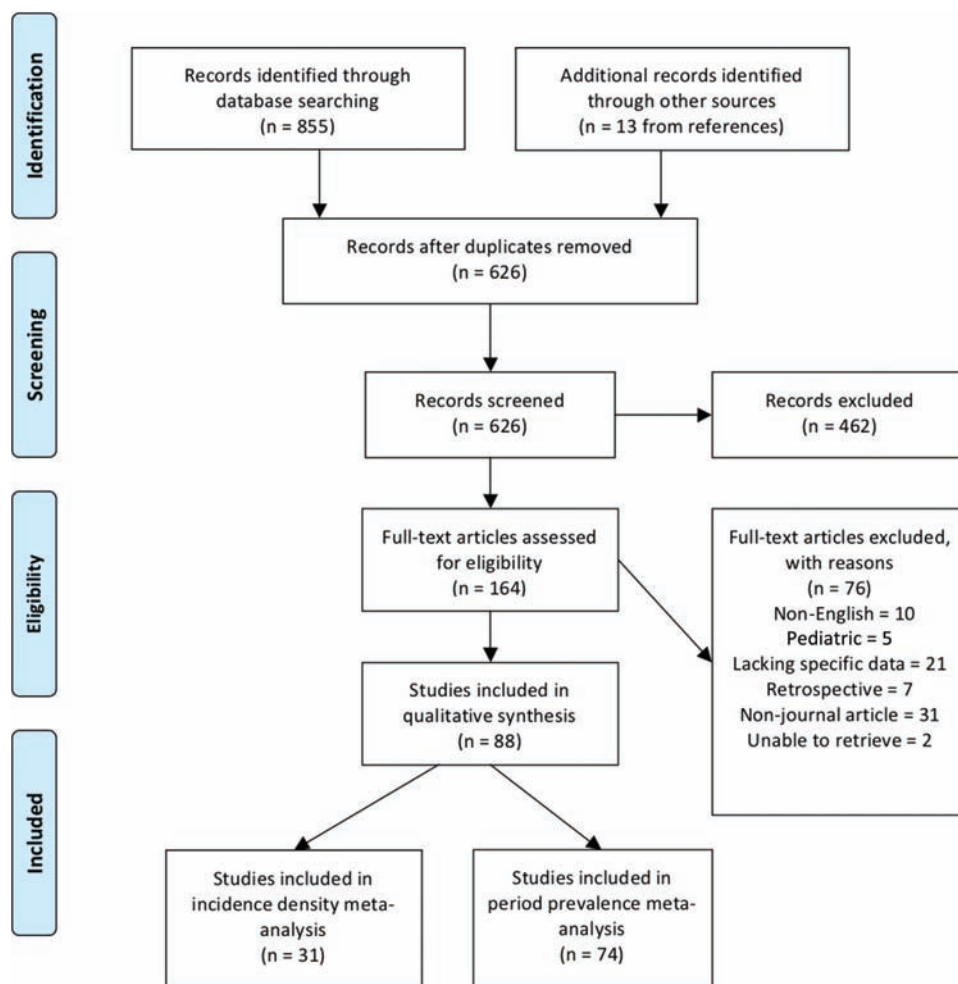 Identification
Records identified through
database searching
(n = 855)
Additional records identified
through other sources
(n = 13 from references)
Records after duplicates removed
(n = 626)
Screening
Records screened
(n = 626)
Records excluded
(n = 462)
Eligibility
Full-text articles assessed
for eligibility
(n = 164)
Full-text articles excluded,
with reasons
(n = 76)
Non-English = 10
Pediatric = 5
Lacking specific data = 21
Retrospective = 7
Non-journal article = 31
Unable to retrieve = 2
Studies included in
qualitative synthesis
(n = 88)
Included
Studies included in
incidence density meta-
analysis
(n = 31)
Studies included in
period prevalence meta-
analysis
(n = 74)